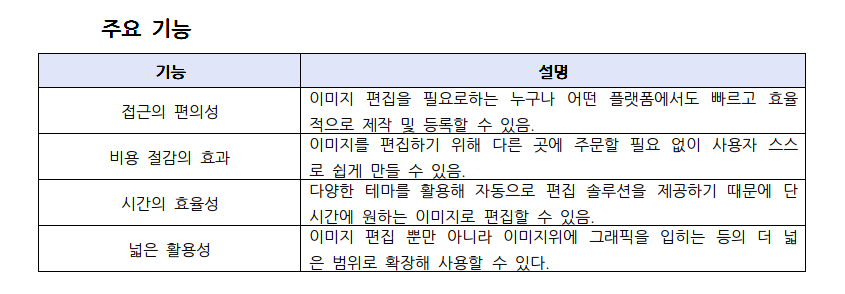 주요 기능
기능 설명
접근의 편의성
이미지 편집을 필요로하는 누구나 어떤 플랫폼에서도 빠르고 효율
적으로 제작 및 등록할 수 있음.
비용 절감의 효과
이미지를 편집하기 위해 다른 곳에 주문할 필요 없이 사용자 스스
로 쉽게 만들 수 있음.
시간의 효율성
다양한 테마를 활용해 자동으로 편집 솔루션을 제공하기 때문에 단
시간에 원하는 이미지로 편집할 수 있음.
넓은 활용성
이미지 편집 뿐만 아니라 이미지위에 그래픽을 입히는 등의 더 넓
은 범위로 확장해 사용할 수 있다.